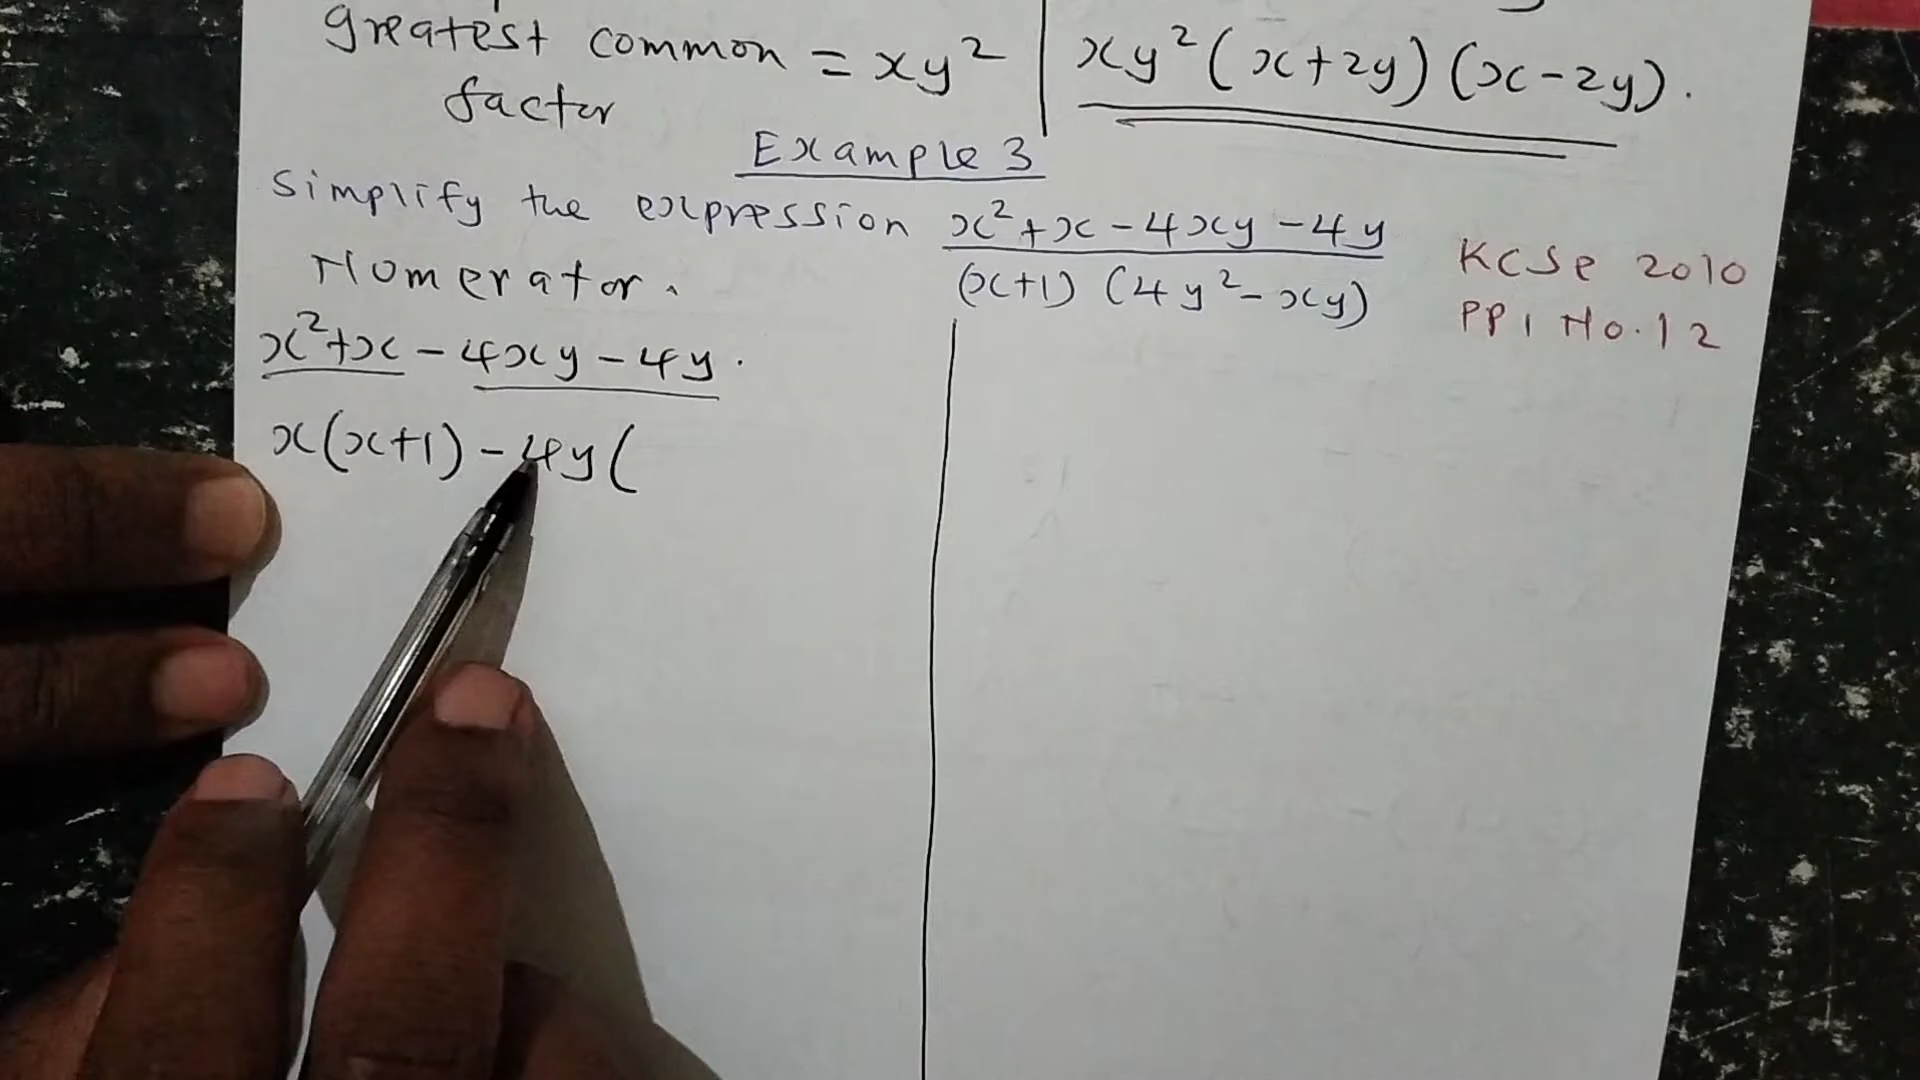 greatest common = xy²
factor
xy²(x+2y)(x-2y).
Example 3
Simplify the expression x²+x-4xy-4y
(x+1)(4y²-xy)
KCSe 2010
PP1 No.12
Nomerator.
x²+x-4xy-4y.
x(x+1)-4y(